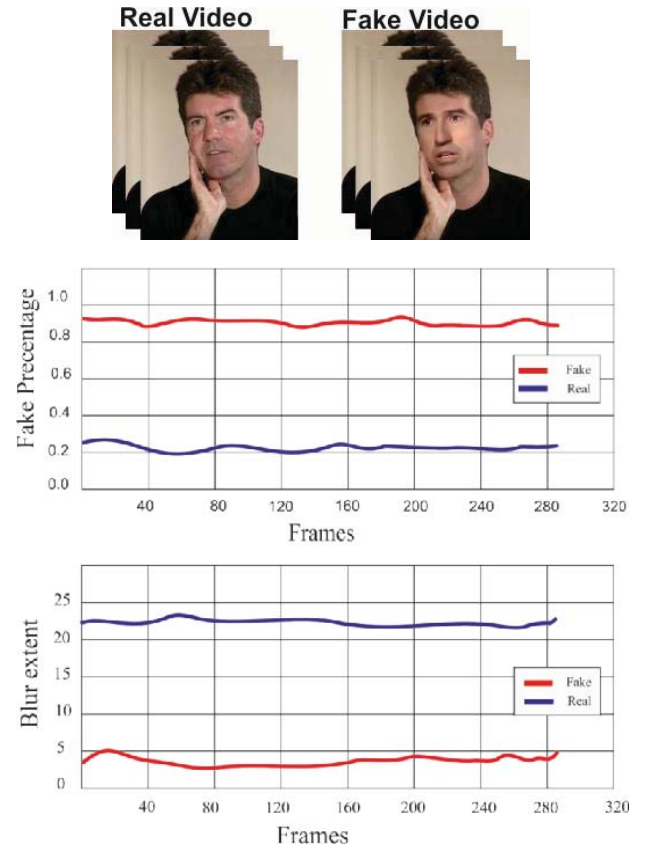 Real Video
Fake Video
Fake Precentage
1.0
0.8
0.6
0.4
0.2
0.0
Fake
Real
40 80 120 160 200 240 280 320
Frames
Blur extent
25
20
15
10
5
0
Fake
Real
40 80 120 160 200 240 280 320
Frames